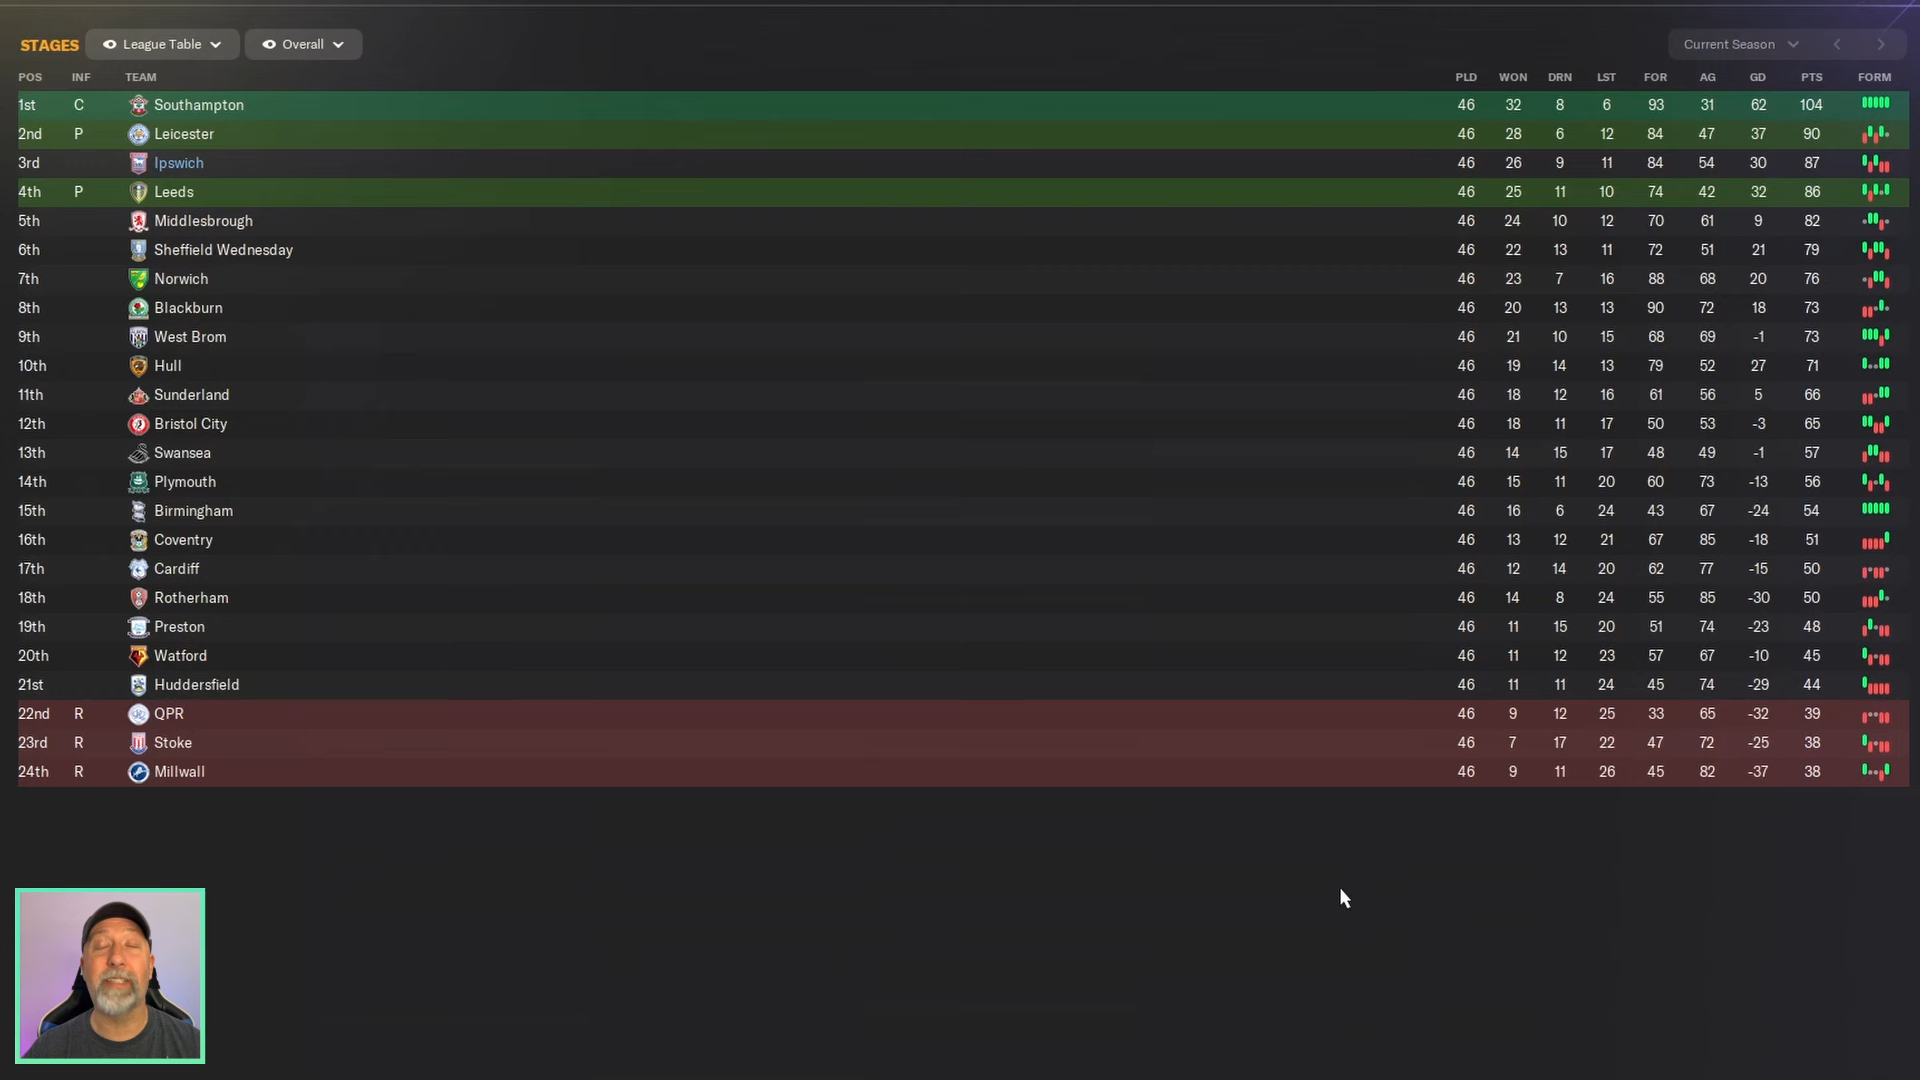 STAGES League Table Overall Current Season
POS INF TEAM PLD WON DRN LST FOR AG GD PTS FORM
1st C Southampton 46 32 8 6 93 31 62 104
2nd P Leicester 46 28 6 12 84 47 37 90
3rd Ipswich 46 26 9 11 84 54 30 87
4th P Leeds 46 25 11 10 74 42 32 86
5th Middlesbrough 46 24 10 12 70 61 9 82
6th Sheffield Wednesday 46 22 13 11 72 51 21 79
7th Norwich 46 23 7 16 88 68 20 76
8th Blackburn 46 20 13 13 90 72 18 73
9th West Brom 46 21 10 15 68 69 -1 73
10th Hull 46 19 14 13 79 52 27 71
11th Sunderland 46 18 12 16 61 56 5 66
12th Bristol City 46 18 11 17 50 53 -3 65
13th Swansea 46 14 15 17 48 49 -1 57
14th Plymouth 46 15 11 20 60 73 -13 56
15th Birmingham 46 16 6 24 43 67 -24 54
16th Coventry 46 13 12 21 67 85 -18 51
17th Cardiff 46 12 14 20 62 77 -15 50
18th Rotherham 46 14 8 24 55 85 -30 50
19th Preston 46 11 15 20 51 74 -23 48
20th Watford 46 11 12 23 57 67 -10 45
21st Huddersfield 46 11 11 24 45 74 -29 44
22nd R QPR 46 9 12 25 33 65 -32 39
23rd R Stoke 46 7 17 22 47 72 -25 38
24th R Millwall 46 9 11 26 45 82 -37 38